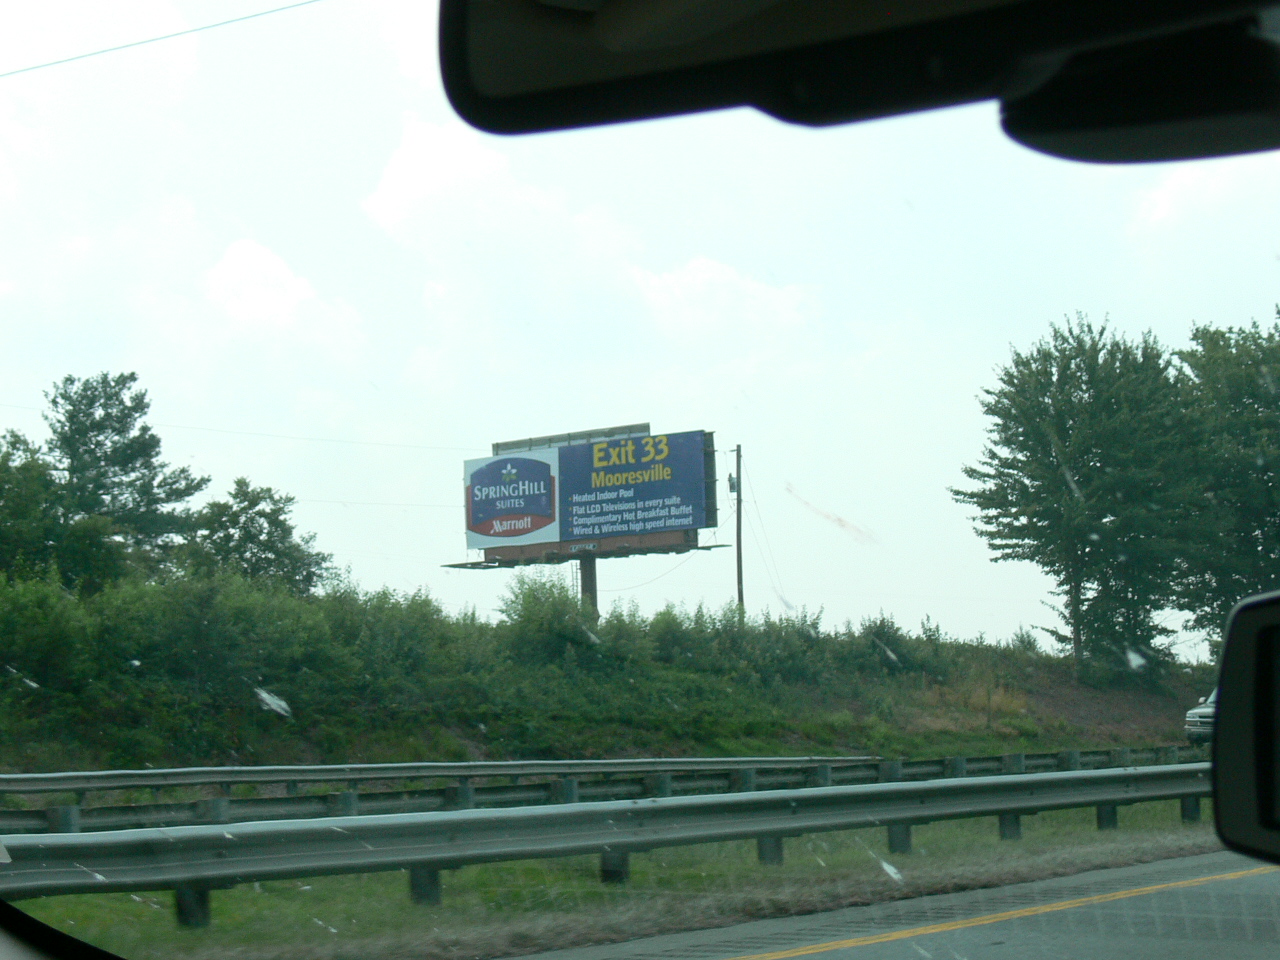 SPRINGHILL
SUITES
Marriott
Exit 33
Mooresville
• Heated Indoor Pool
• Flat LCD Televisions in every suite
• Complimentary Hot Breakfast Buffet
• Wired & Wireless high speed internet